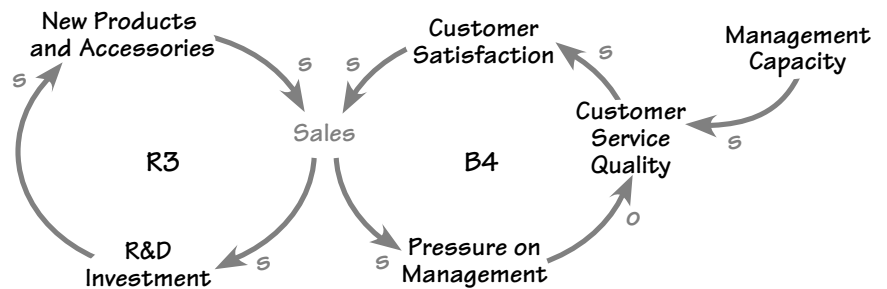 New Products
and Accessories
Customer
Satisfaction
Management
Capacity
s
s
s
s
Customer
Service
Quality
s
Sales
R3
B4
o
R&D
Investment
s
s
Pressure on
Management